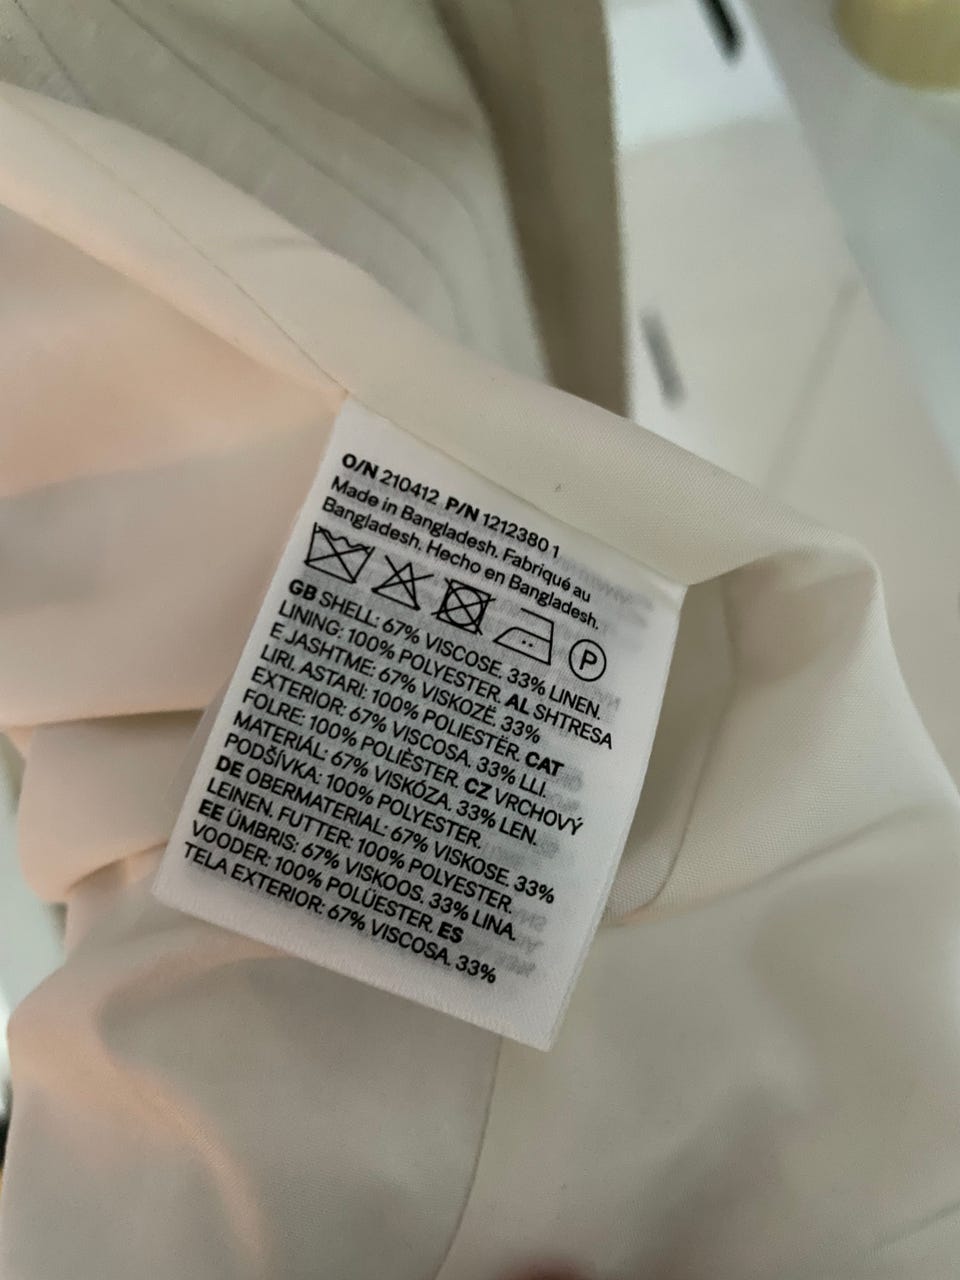 O/N 210412 P/N 1212380 1
Made in Bangladesh. Fabriqué au
Bangladesh. Hecho en Bangladesh.
P
GB SHELL: 67% VISCOSE. 33% LINEN.
LINING: 100% POLYESTER. AL SHTRESA
E JASHTME: 67% VISKOZË. 33%
LIRI. ASTARI: 100% POLIESTËR. CAT
EXTERIOR: 67% VISCOSA. 33% LLI.
FOLRE: 100% POLIÈSTER. CZ VRCHOVÝ
MATERIÁL: 67% VISKÓZA. 33% LEN.
PODŠÍVKA: 100% POLYESTER.
DE OBERMATERIAL: 67% VISKOSE. 33%
LEINEN. FUTTER: 100% POLYESTER.
EE ÜMBRIS: 67% VISKOOS. 33% LINA.
VOODER: 100% POLÜESTER. ES
TELA EXTERIOR: 67% VISCOSA. 33%